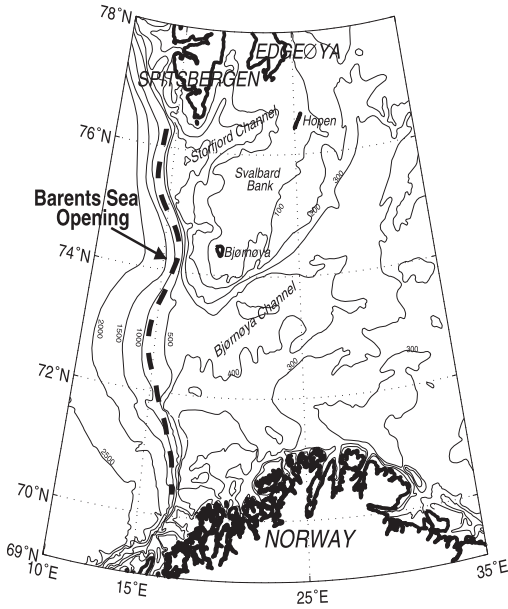 78°N
EDGEØYA
SPITSBERGEN
76°N
Storfjord Channel
Hopen
Svalbard
Bank
300
100
200
Barents Sea
Opening
74°N
Bjørnøya
Bjørnøya Channel
2000
1500
1000
500
300
300
400
72°N
2500
70°N
NORWAY
69°N
10°E
15°E
25°E
35°E